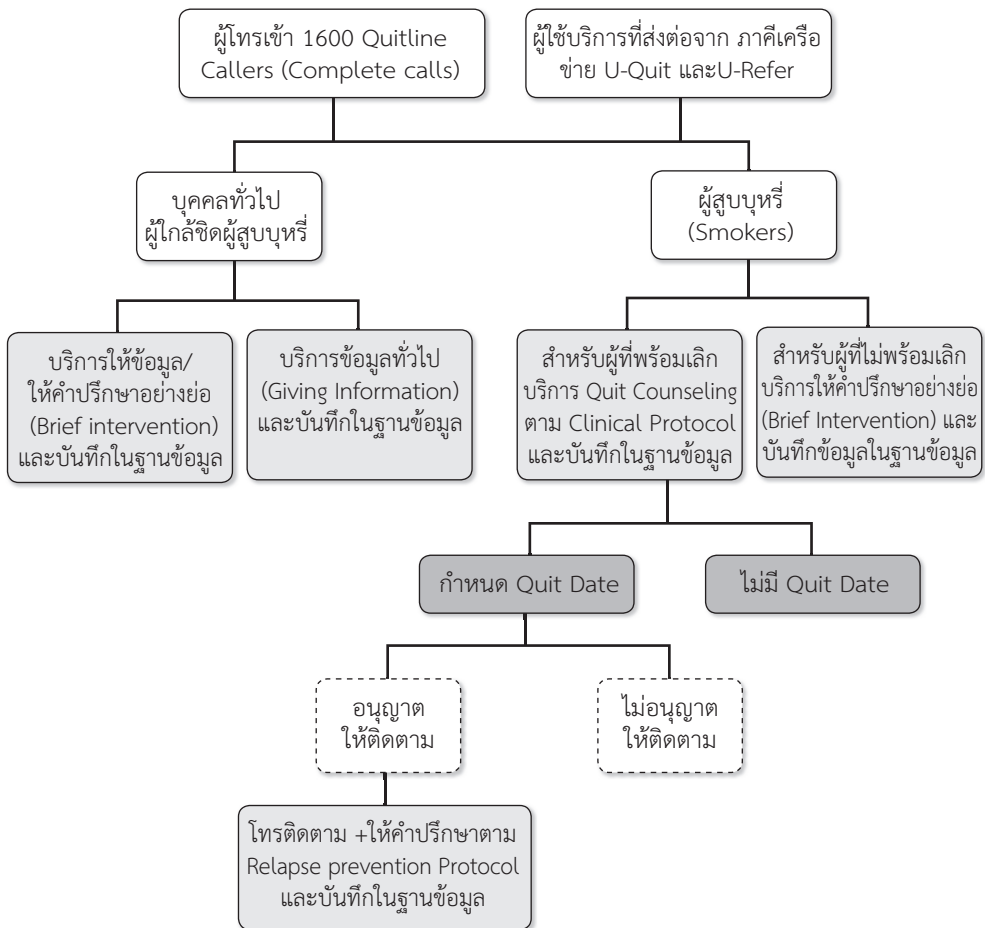 ผู้โทรเข้า 1600 Quitline
Callers (Complete calls)
ผู้ใช้บริการที่ส่งต่อจาก ภาคีเครือ
ข่าย U-Quit และU-Refer
บุคคลทั่วไป
ผู้ใกล้ชิดผู้สูบบุหรี่
ผู้สูบบุหรี่
(Smokers)
บริการให้ข้อมูล/
ให้คำปรึกษาอย่างย่อ
(Brief intervention)
และบันทึกในฐานข้อมูล
บริการข้อมูลทั่วไป
(Giving Information)
และบันทึกในฐานข้อมูล
สำหรับผู้ที่พร้อมเลิก
บริการ Quit Counseling
ตาม Clinical Protocol
และบันทึกในฐานข้อมูล
สำหรับผู้ที่ไม่พร้อมเลิก
บริการให้คำปรึกษาอย่างย่อ
(Brief Intervention) และ
บันทึกข้อมูลในฐานข้อมูล
กำหนด Quit Date
ไม่มี Quit Date
อนุญาต
ให้ติดตาม
ไม่อนุญาต
ให้ติดตาม
โทรติดตาม +ให้คำปรึกษาตาม
Relapse prevention Protocol
และบันทึกในฐานข้อมูล